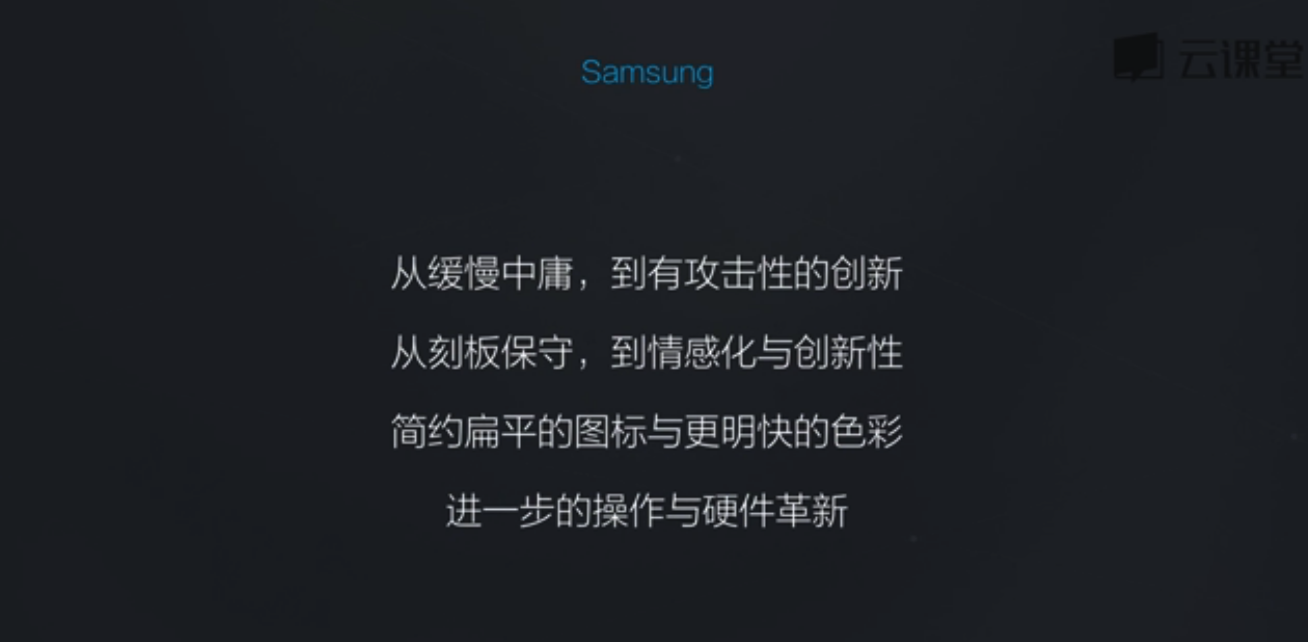 云课堂
Samsung
从缓慢中庸，到有攻击性的创新
从刻板保守，到情感化与创新性
简约扁平的图标与更明快的色彩
进一步的操作与硬件革新